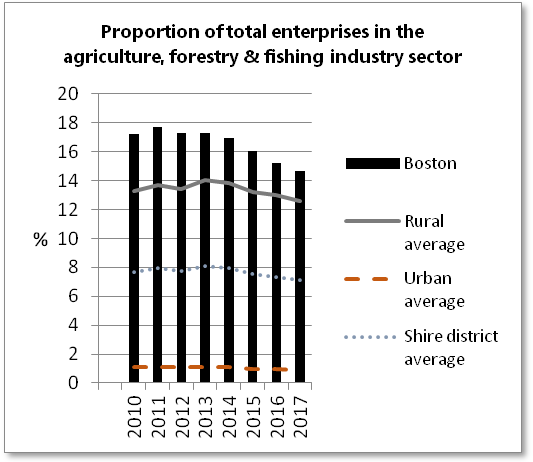 Proportion of total enterprises in the
agriculture, forestry & fishing industry sector
20
18
16
14
12
10
8
6
4
2
0
%
2010
2011
2012
2013
2014
2015
2016
2017
Boston
Rural
average
Urban
average
Shire district
average